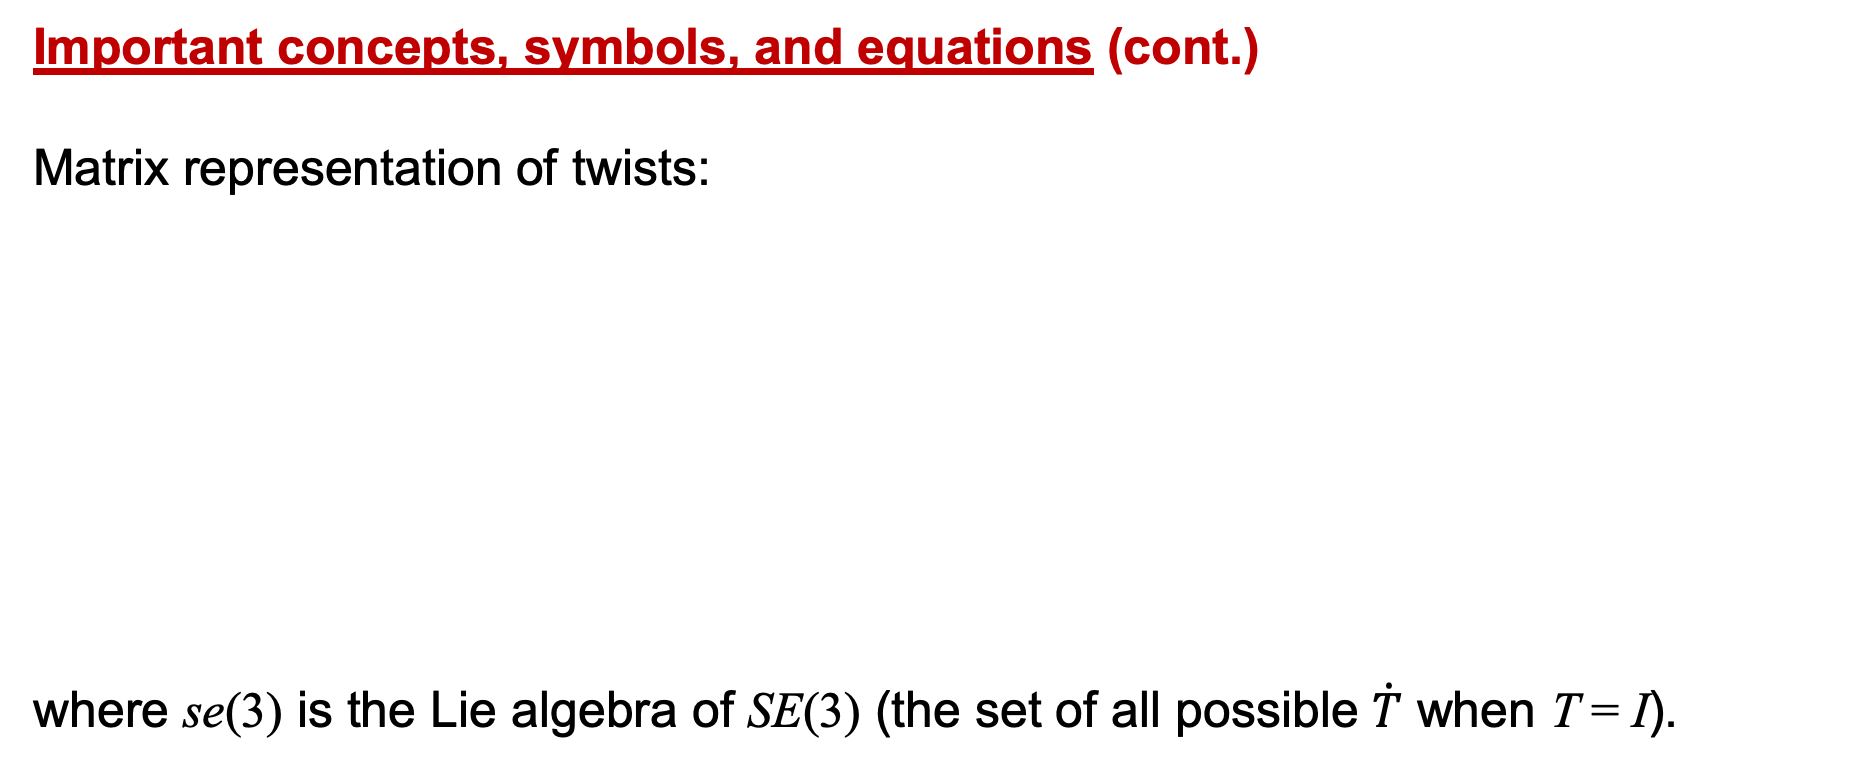 Important concepts, symbols, and equations (cont.)
Matrix representation of twists:
where se(3) is the Lie algebra of SE(3) (the set of all possible Ṫ when T = I).